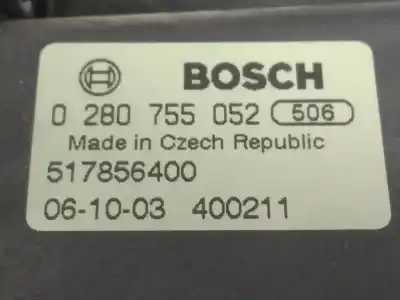 BOSCH
0 280 755 052 506
Made in Czech Republic
517856400
06-10-03 400211